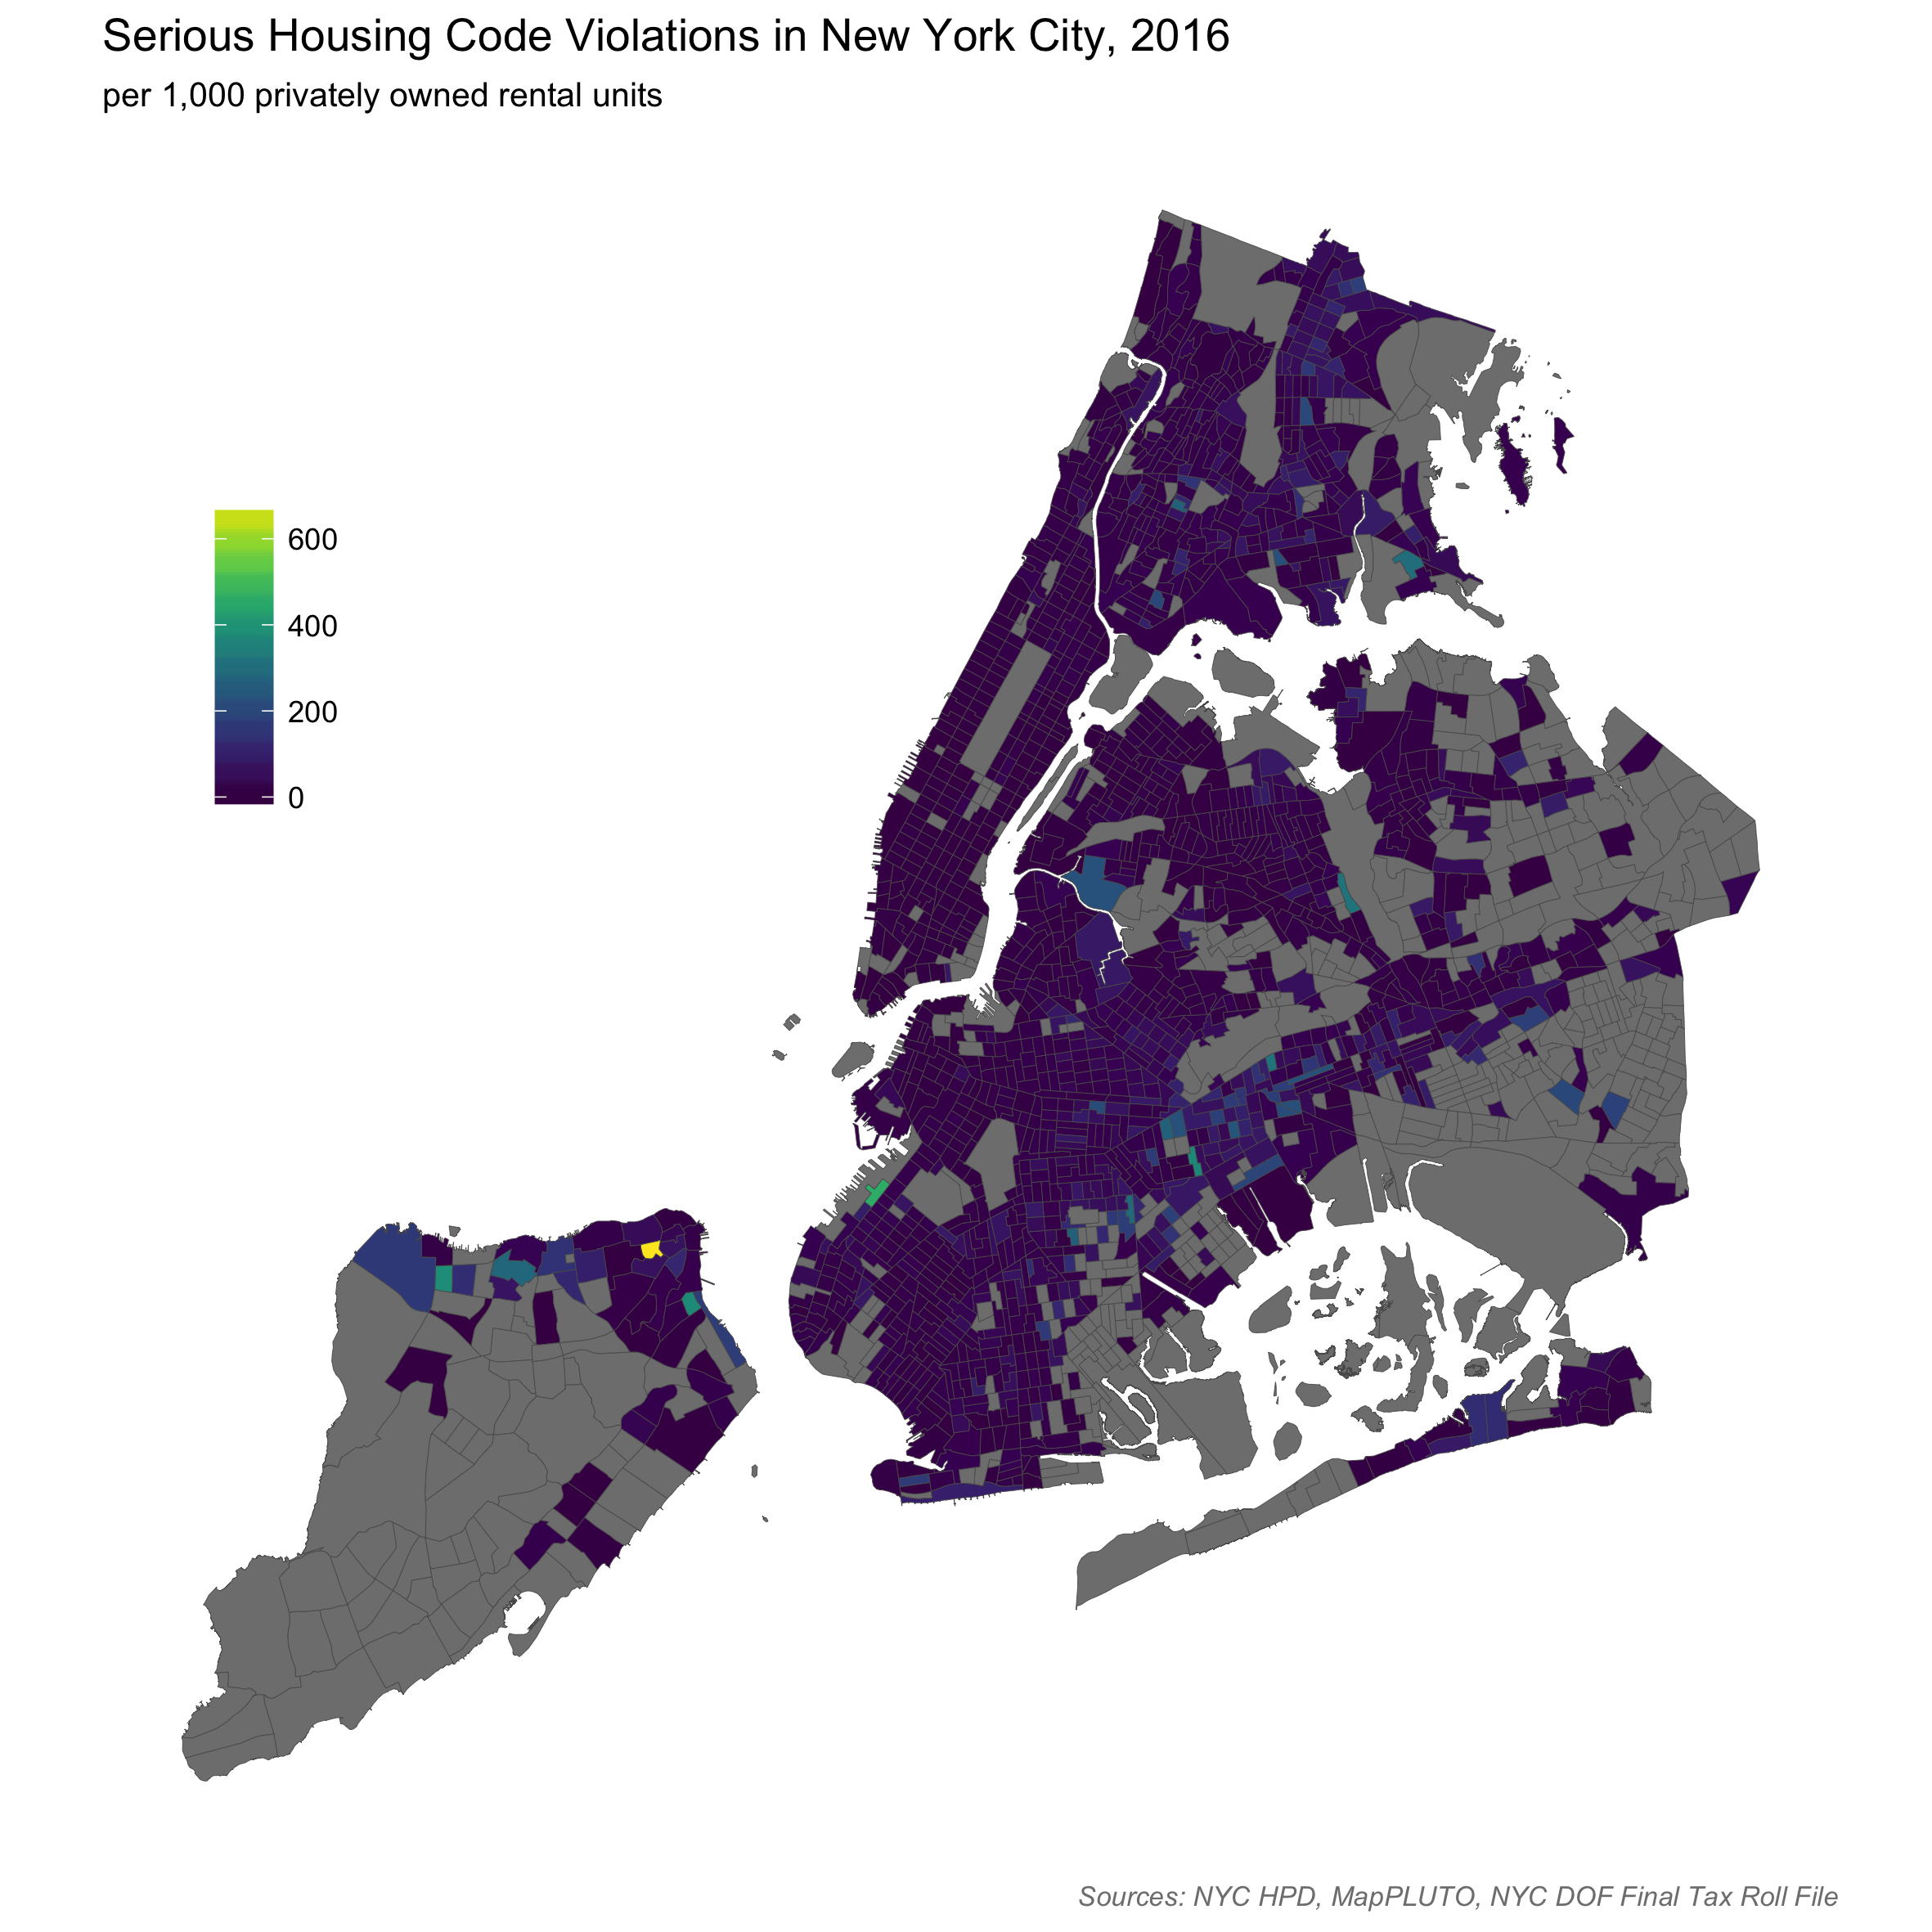 Serious Housing Code Violations in New York City, 2016
per 1,000 privately owned rental units
600
400
200
0
Sources: NYC HPD, MapPLUTO, NYC DOF Final Tax Roll File